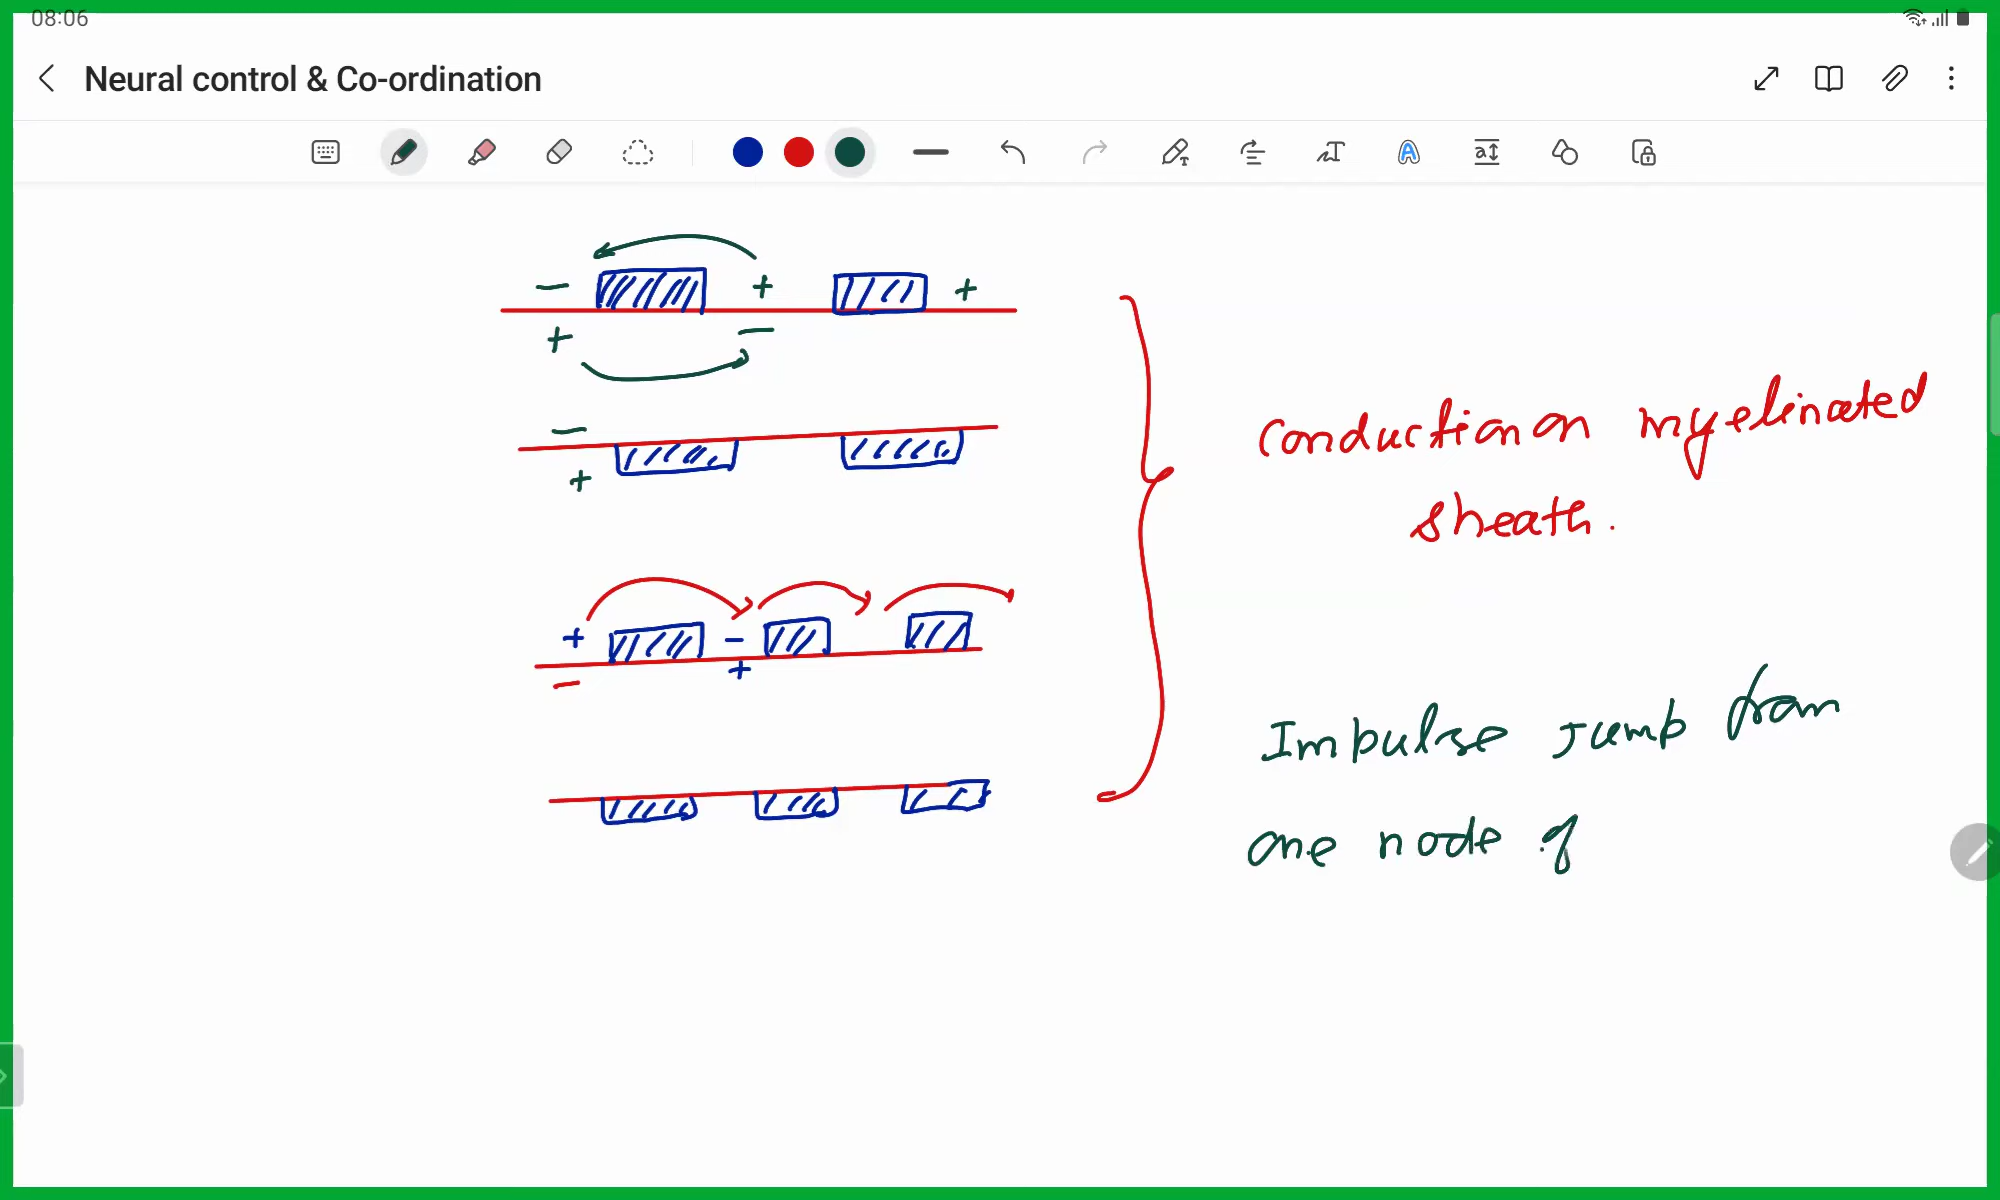 08:06
Neural control & Co-ordination
- + +
+ -
-
+
+ -
- +
Conduction on myelinated
sheath.
Impulse Jump from
one node of